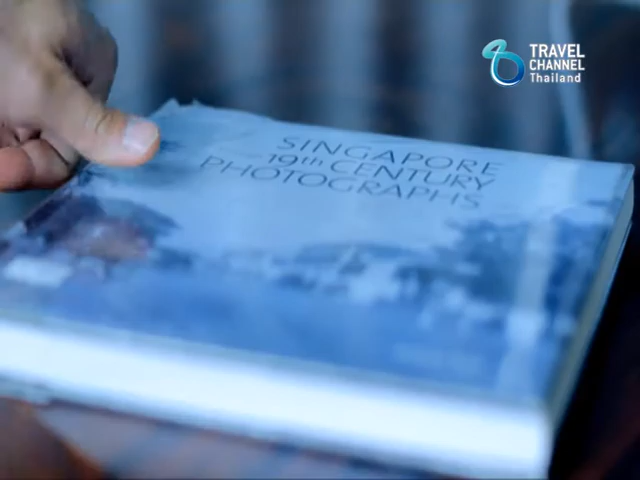 TRAVEL
CHANNEL
Thailand
SINGAPORE
19th CENTURY
PHOTOGRAPHS